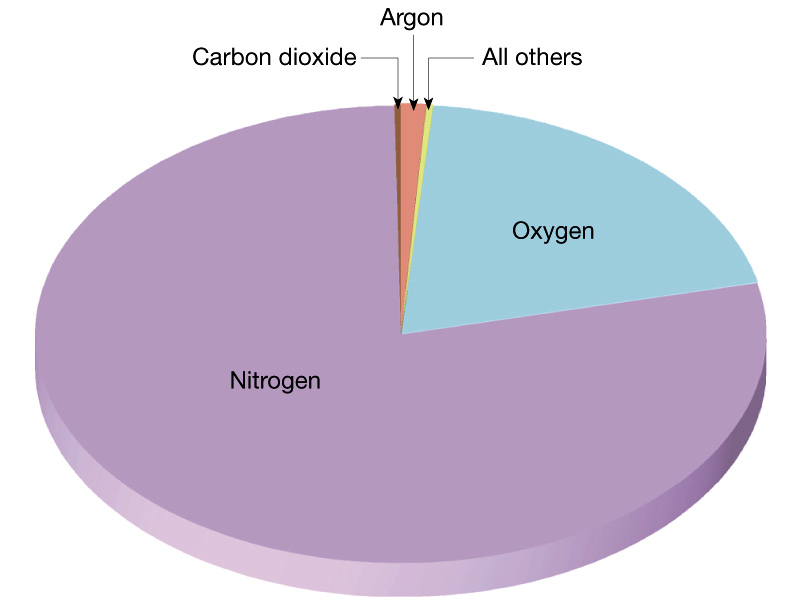 Argon
Carbon dioxide
All others
Oxygen
Nitrogen